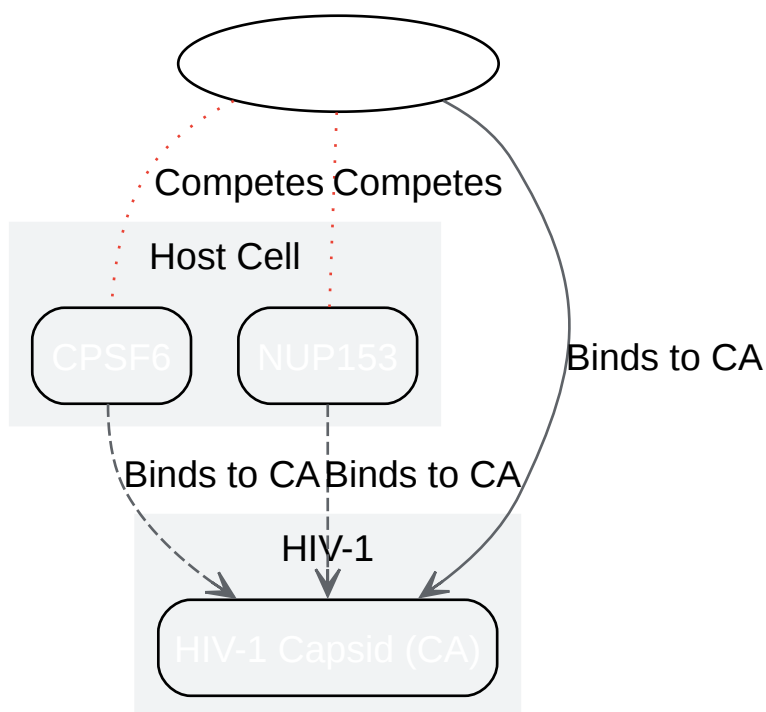 Competes
Competes
Host Cell
CPSF6
NUP153
Binds to CA
Binds to CA
Binds to CA
HIV-1
HIV-1 Capsid (CA)